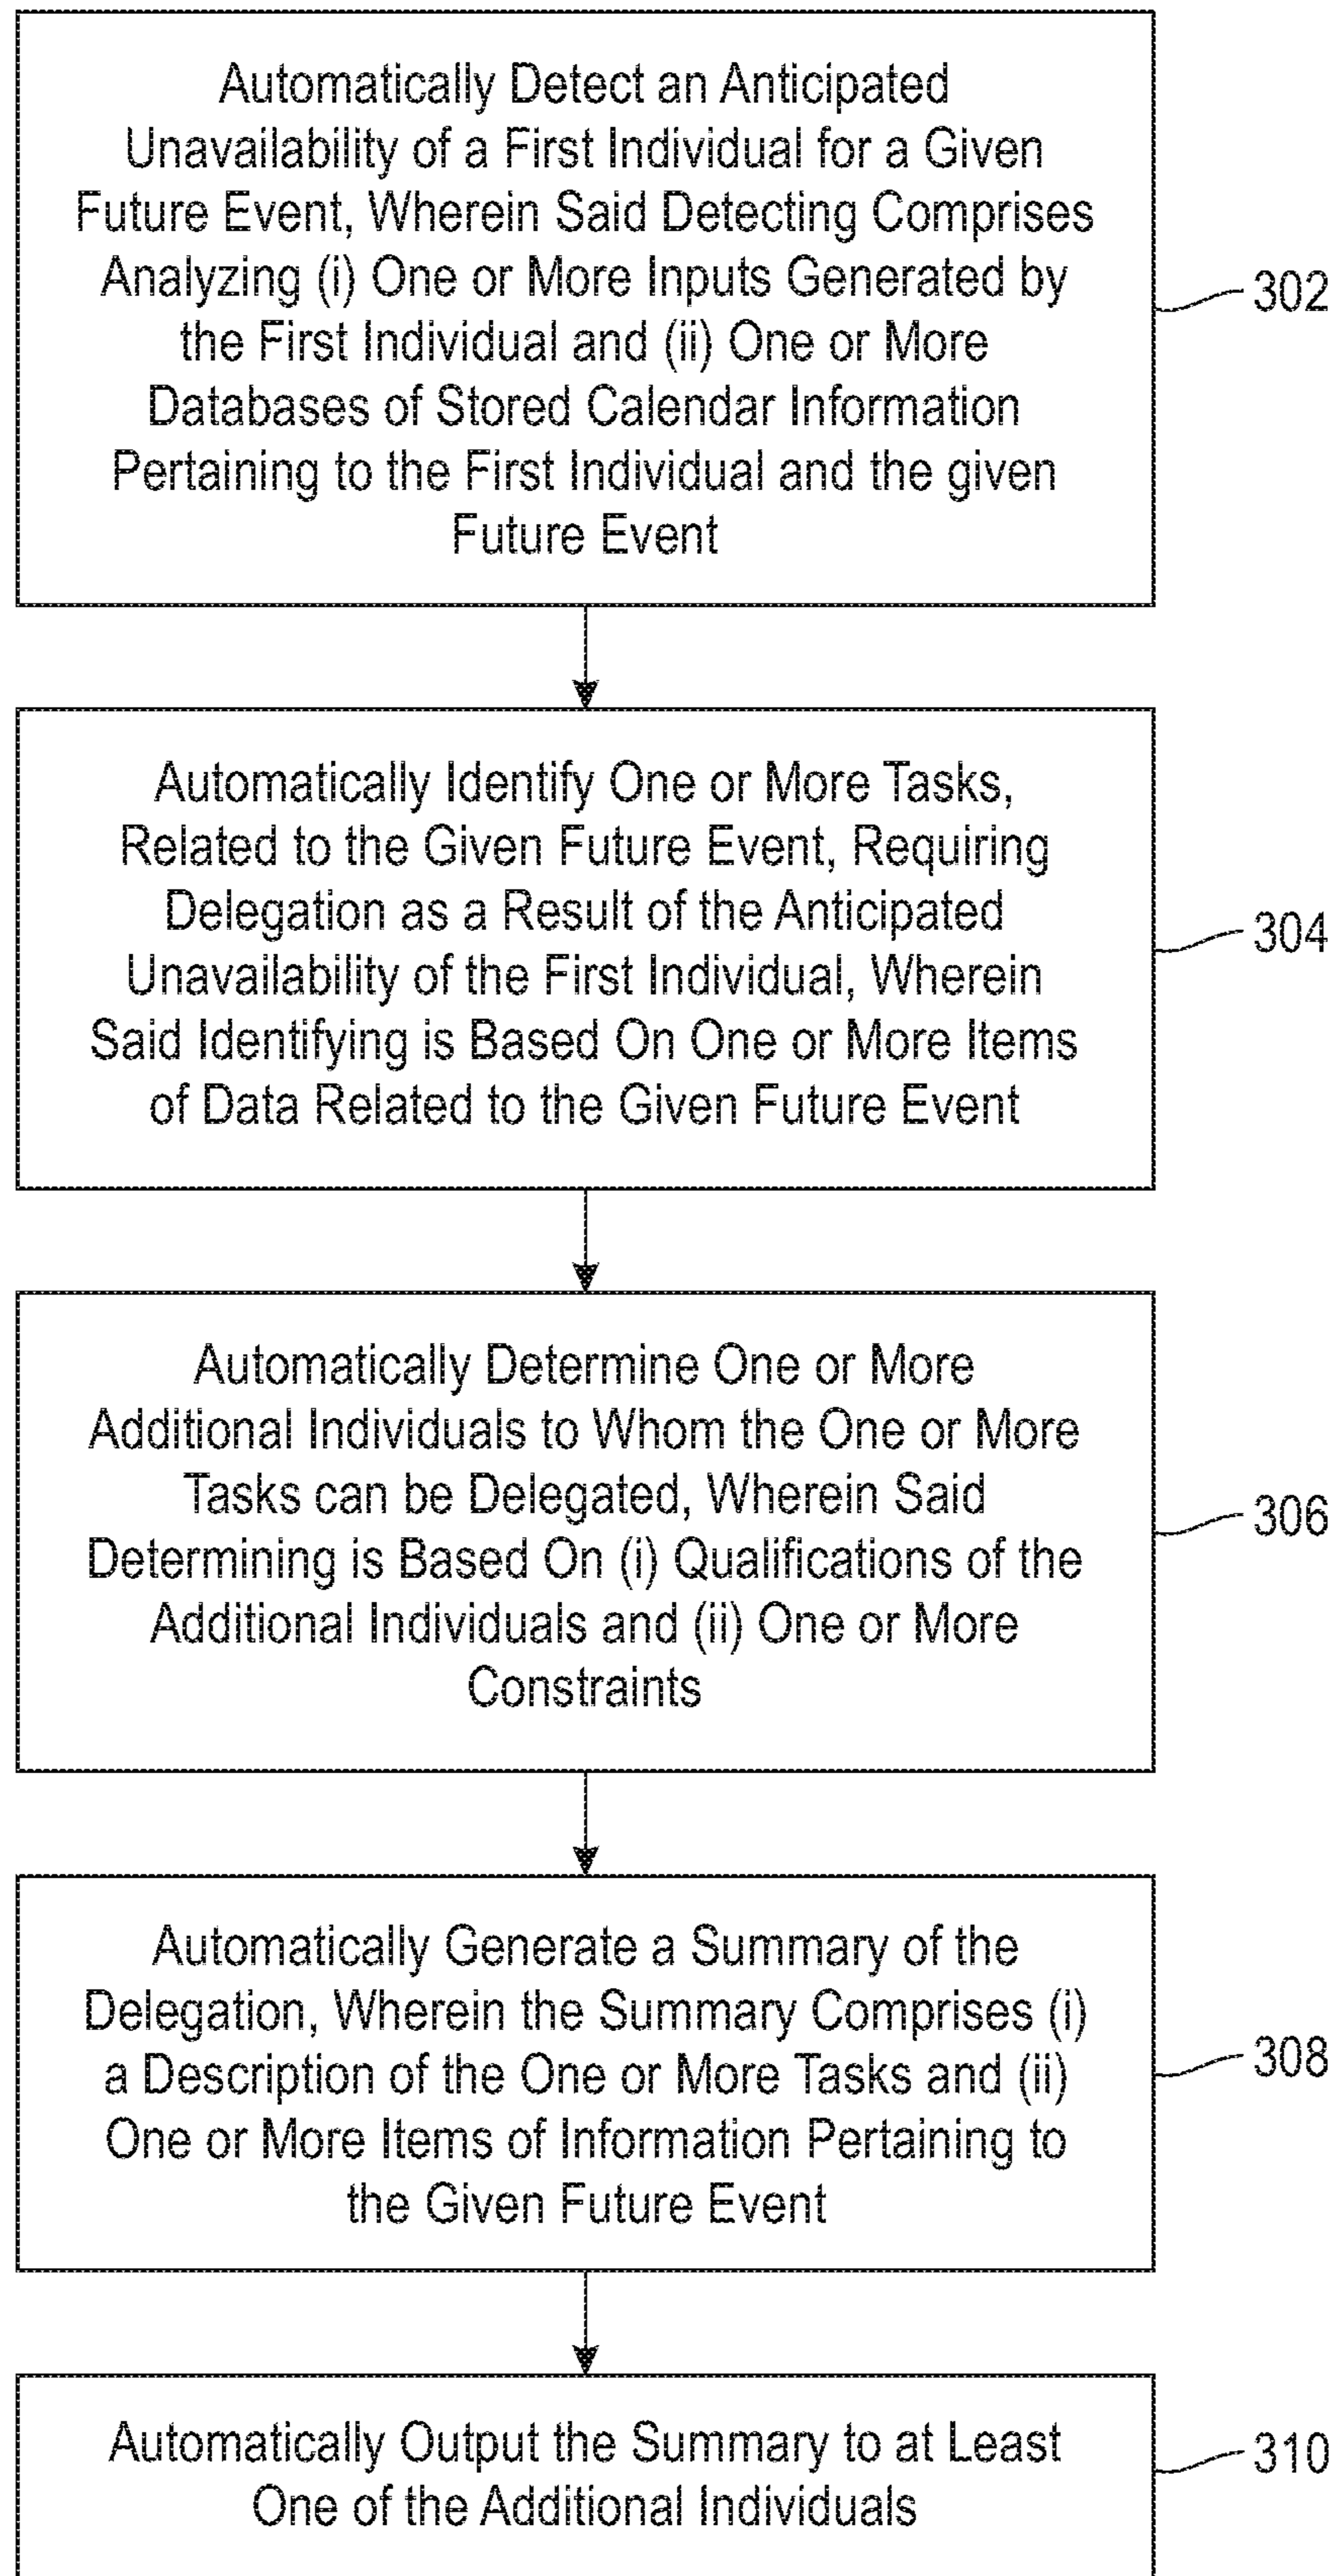 Automatically Detect an Anticipated
Unavailability of a First Individual for a Given
Future Event, Wherein Said Detecting Comprises
Analyzing (i) One or More Inputs Generated by
the First Individual and (ii) One or More
Databases of Stored Calendar Information
Pertaining to the First Individual and the given
Future Event
302
Automatically Identify One or More Tasks,
Related to the Given Future Event, Requiring
Delegation as a Result of the Anticipated
Unavailability of the First Individual, Wherein
Said Identifying is Based On One or More Items
of Data Related to the Given Future Event
304
Automatically Determine One or More
Additional Individuals to Whom the One or More
Tasks can be Delegated, Wherein Said
Determining is Based On (i) Qualifications of the
Additional Individuals and (ii) One or More
Constraints
306
Automatically Generate a Summary of the
Delegation, Wherein the Summary Comprises (i)
a Description of the One or More Tasks and (ii)
One or More Items of Information Pertaining to
the Given Future Event
308
Automatically Output the Summary to at Least
One of the Additional Individuals
310